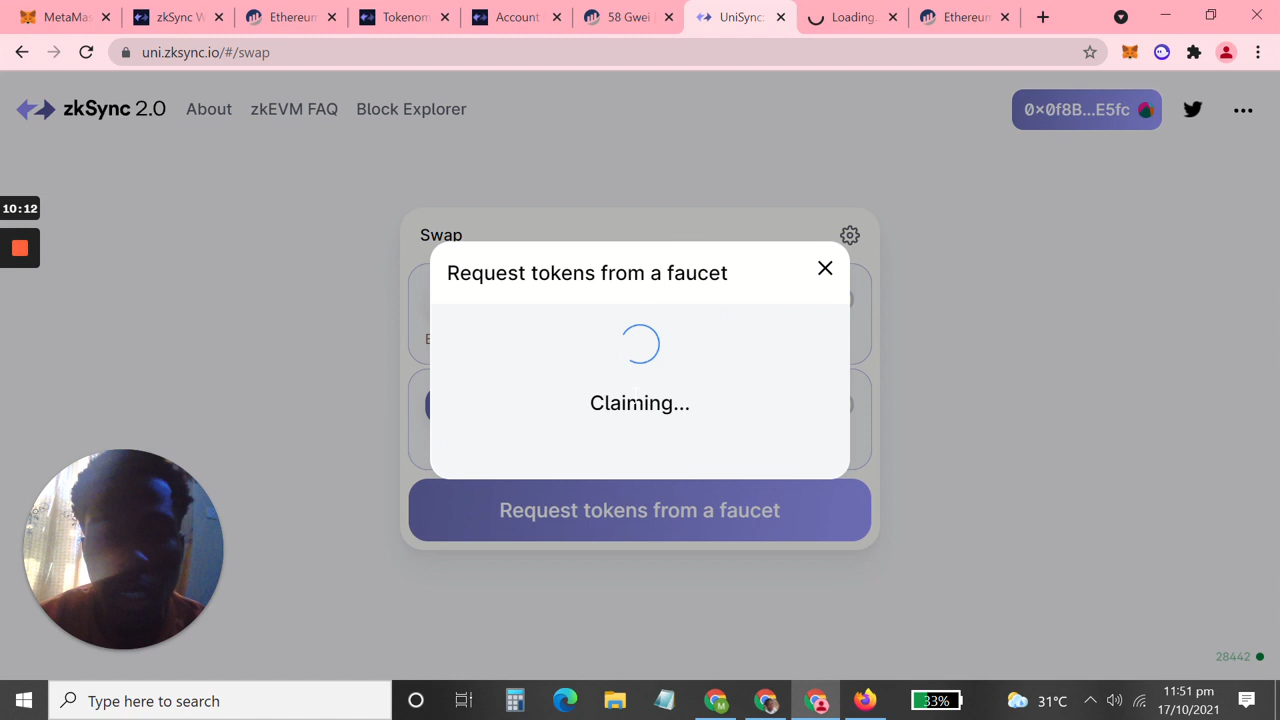 MetaMas
zkSync W
Ethereum
Tokenom
Account
58 Gwei
UniSync:
Loading..
Ethereum
uni.zksync.io/#/swap
zkSync 2.0
About
zkEVM FAQ
Block Explorer
0×0f8B...E5fc
10:12
Swap
Request tokens from a faucet
Claiming...
Request tokens from a faucet
28442
Type here to search
M
33%
31°C
11:51 pm
17/10/2021